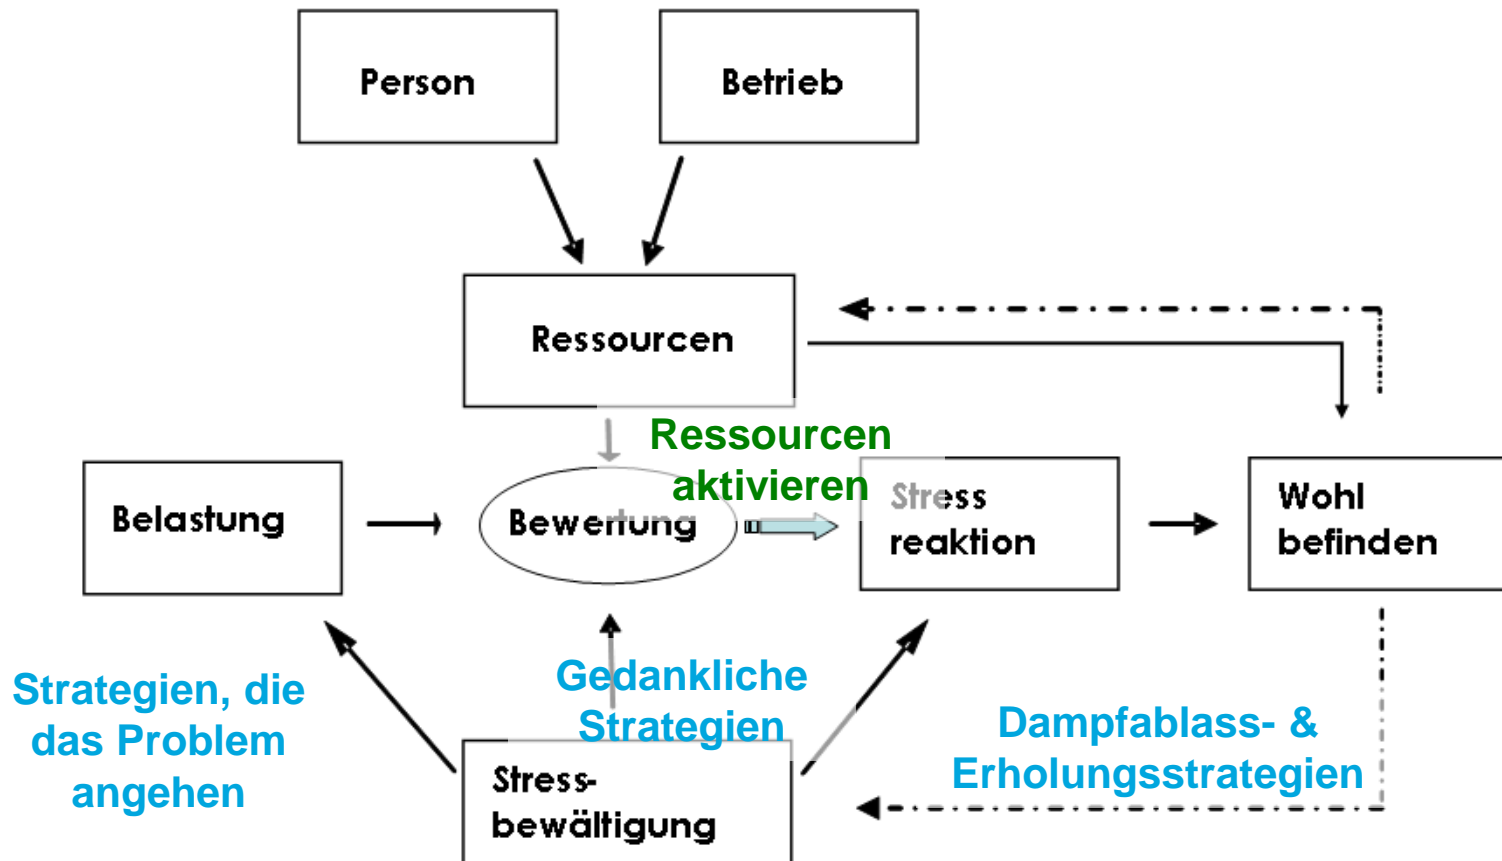 Person
Betrieb
Ressourcen
Ressourcen
aktivieren
Belastung
Bewertung
Stress
reaktion
Wohl
befinden
Strategien, die
das Problem
angehen
Gedankliche
Strategien
Dampfablass- &
Erholungsstrategien
Stress-
bewältigung